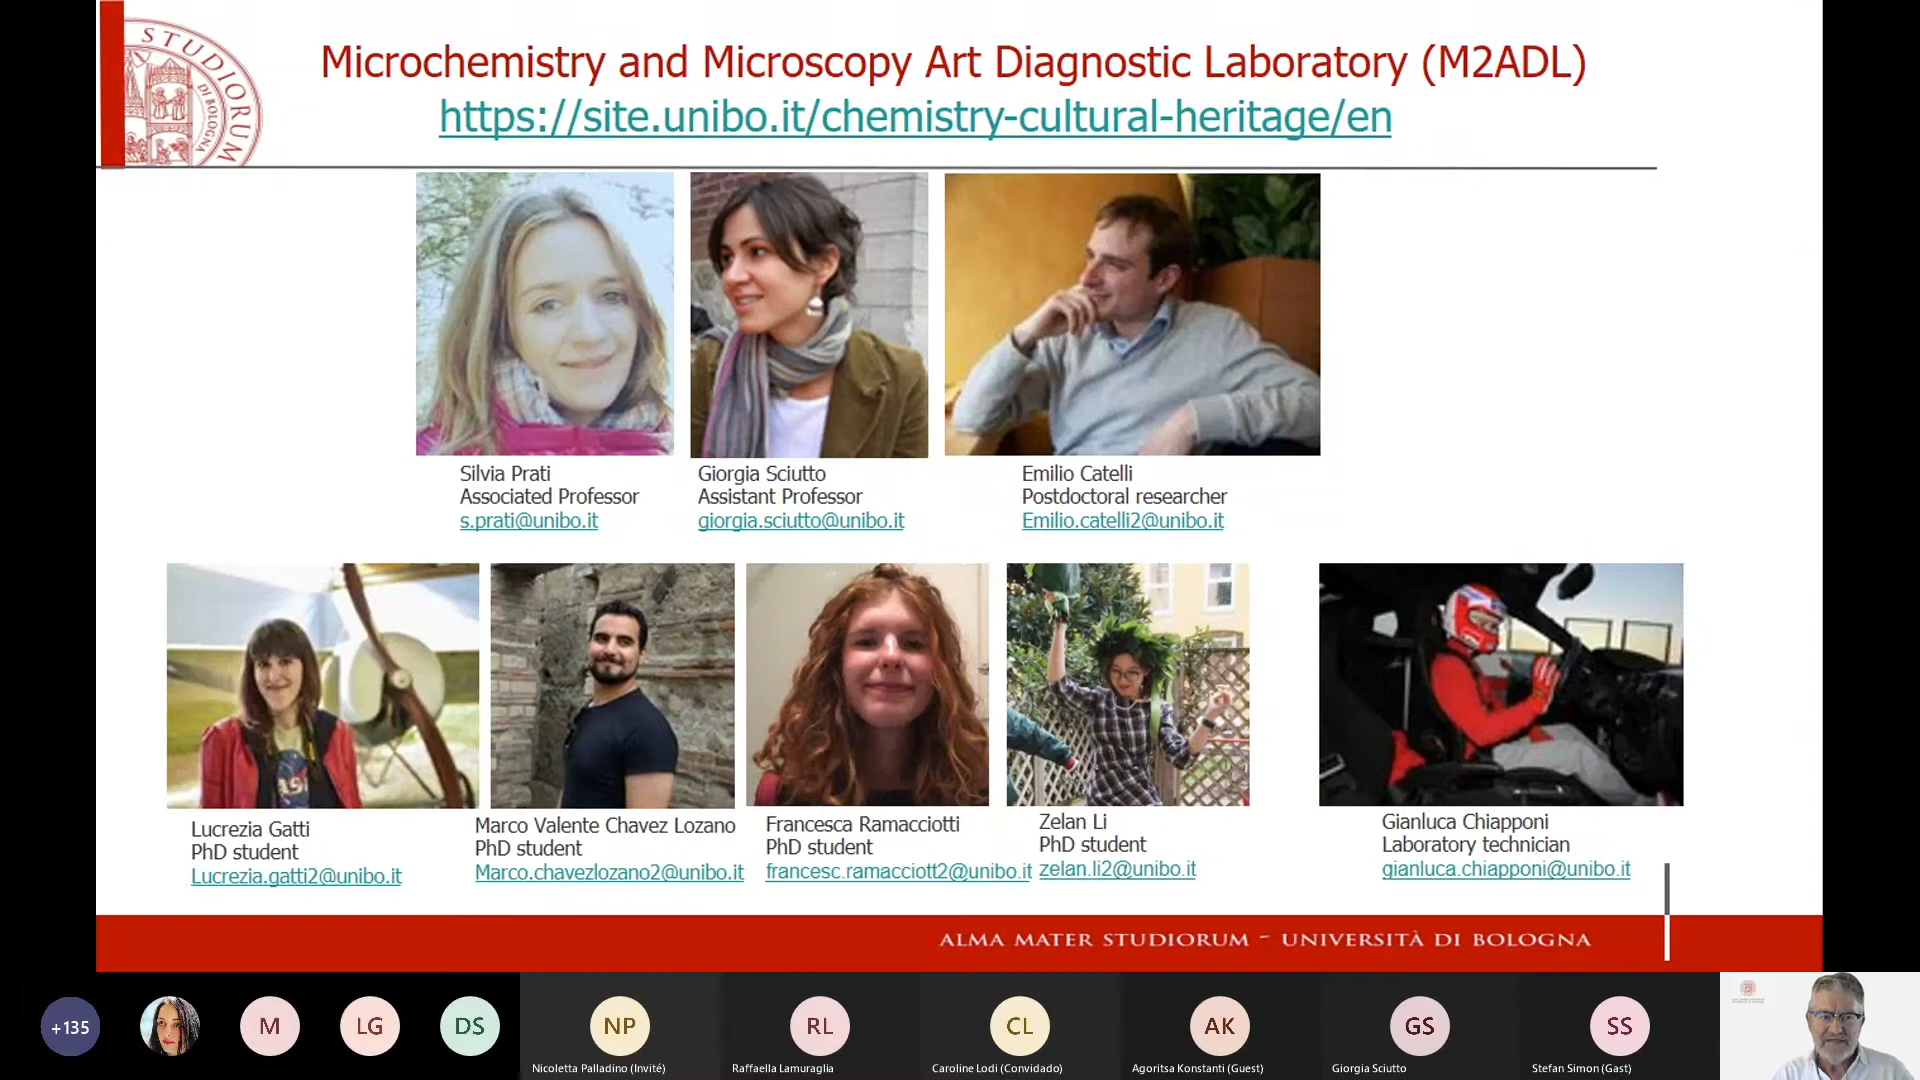 STUDIORUM
DI BOLOGNA
Microchemistry and Microscopy Art Diagnostic Laboratory (M2ADL)
https://site.unibo.it/chemistry-cultural-heritage/en
Silvia Prati
Associated Professor
s.prati@unibo.it
Giorgia Sciutto
Assistant Professor
giorgia.sciutto@unibo.it
Emilio Catelli
Postdoctoral researcher
Emilio.catelli2@unibo.it
Lucrezia Gatti
PhD student
Lucrezia.gatti2@unibo.it
Marco Valente Chavez Lozano
PhD student
Marco.chavezlozano2@unibo.it
Francesca Ramacciotti
PhD student
francesc.ramacciott2@unibo.it
Zelan Li
PhD student
zelan.li2@unibo.it
Gianluca Chiapponi
Laboratory technician
gianluca.chiapponi@unibo.it
ALMA MATER STUDIORUM - UNIVERSITÀ DI BOLOGNA
+135
M
LG
DS
NP
Nicoletta Palladino (Invité)
RL
Raffaella Lamuraglia
CL
Caroline Lodi (Convidado)
AK
Agoritsa Konstanti (Guest)
GS
Giorgia Sciutto
SS
Stefan Simon (Gast)